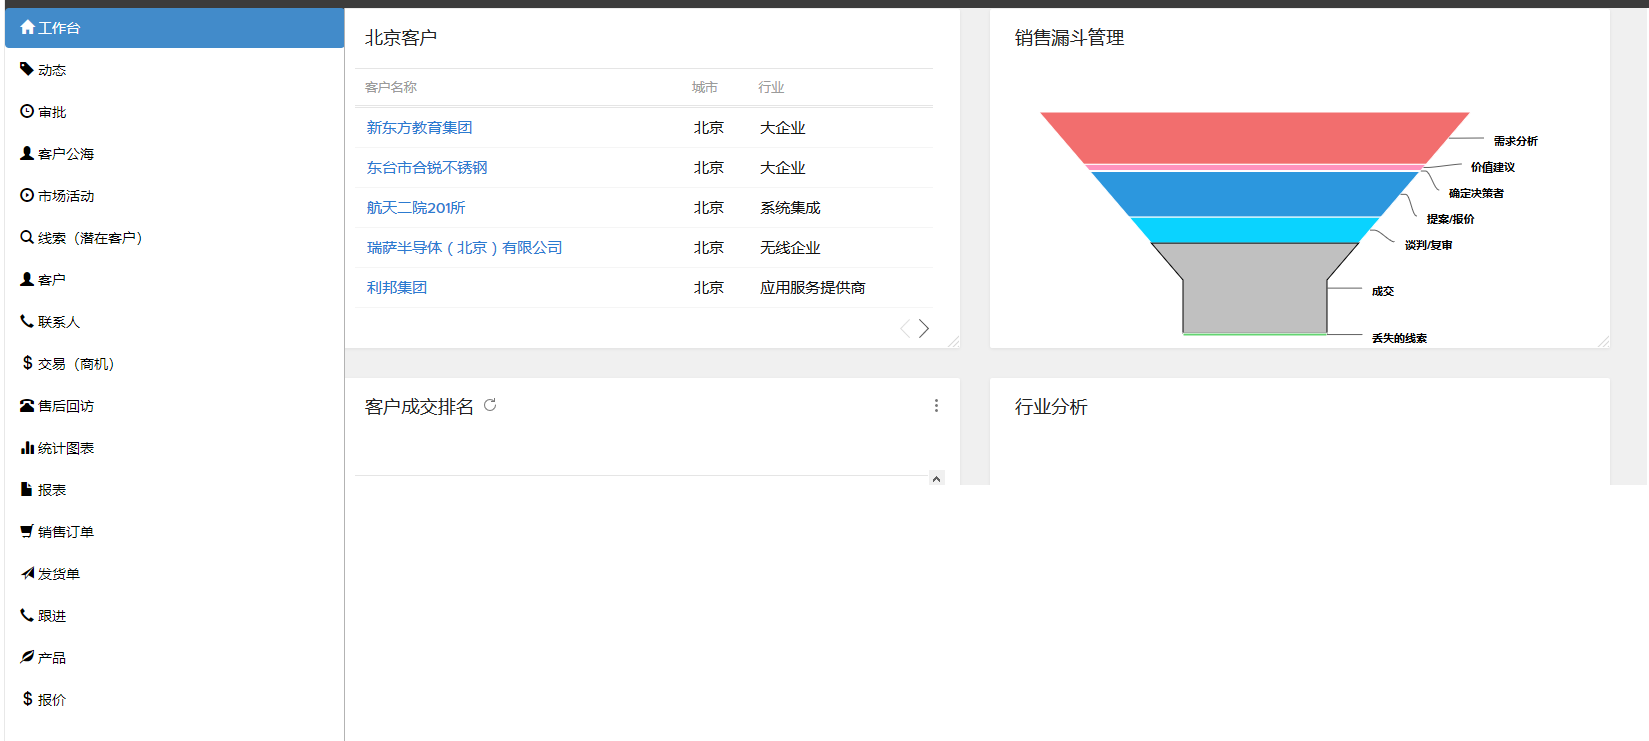 工作台
动态
审批
客户公海
市场活动
线索（潜在客户）
客户
联系人
交易（商机）
售后回访
统计图表
报表
销售订单
发货单
跟进
产品
报价
北京客户
客户名称 城市 行业
新东方教育集团 北京 大企业
东台市合锐不锈钢 北京 大企业
航天二院201所 北京 系统集成
瑞萨半导体（北京）有限公司 北京 无线企业
利邦集团 北京 应用服务提供商
销售漏斗管理
需求分析
价值建议
确定决策者
提案/报价
谈判/复审
成交
丢失的线索
客户成交排名
行业分析